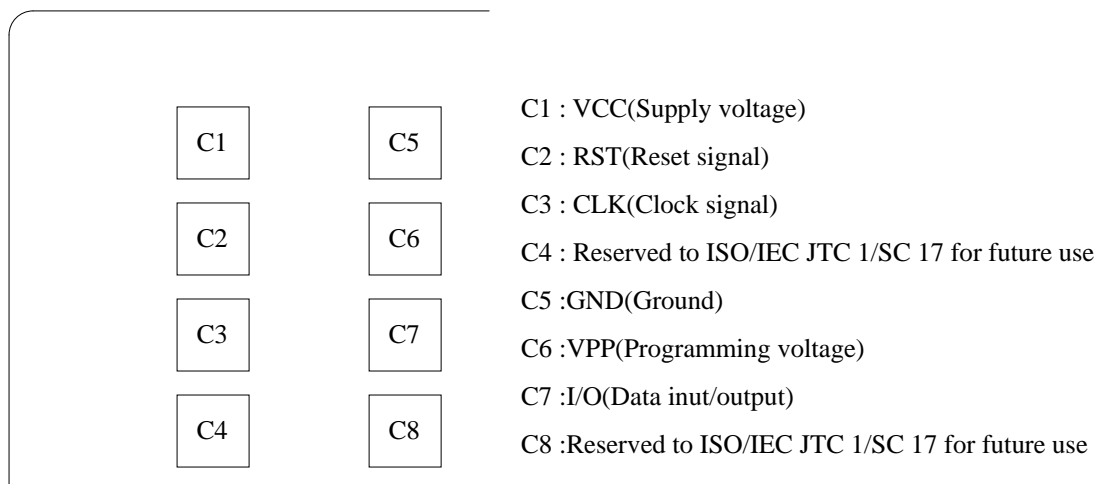 C1
C5
C2
C6
C3
C7
C4
C8
C1 : VCC(Supply voltage)
C2 : RST(Reset signal)
C3 : CLK(Clock signal)
C4 : Reserved to ISO/IEC JTC 1/SC 17 for future use
C5 :GND(Ground)
C6 :VPP(Programming voltage)
C7 :I/O(Data inut/output)
C8 :Reserved to ISO/IEC JTC 1/SC 17 for future use